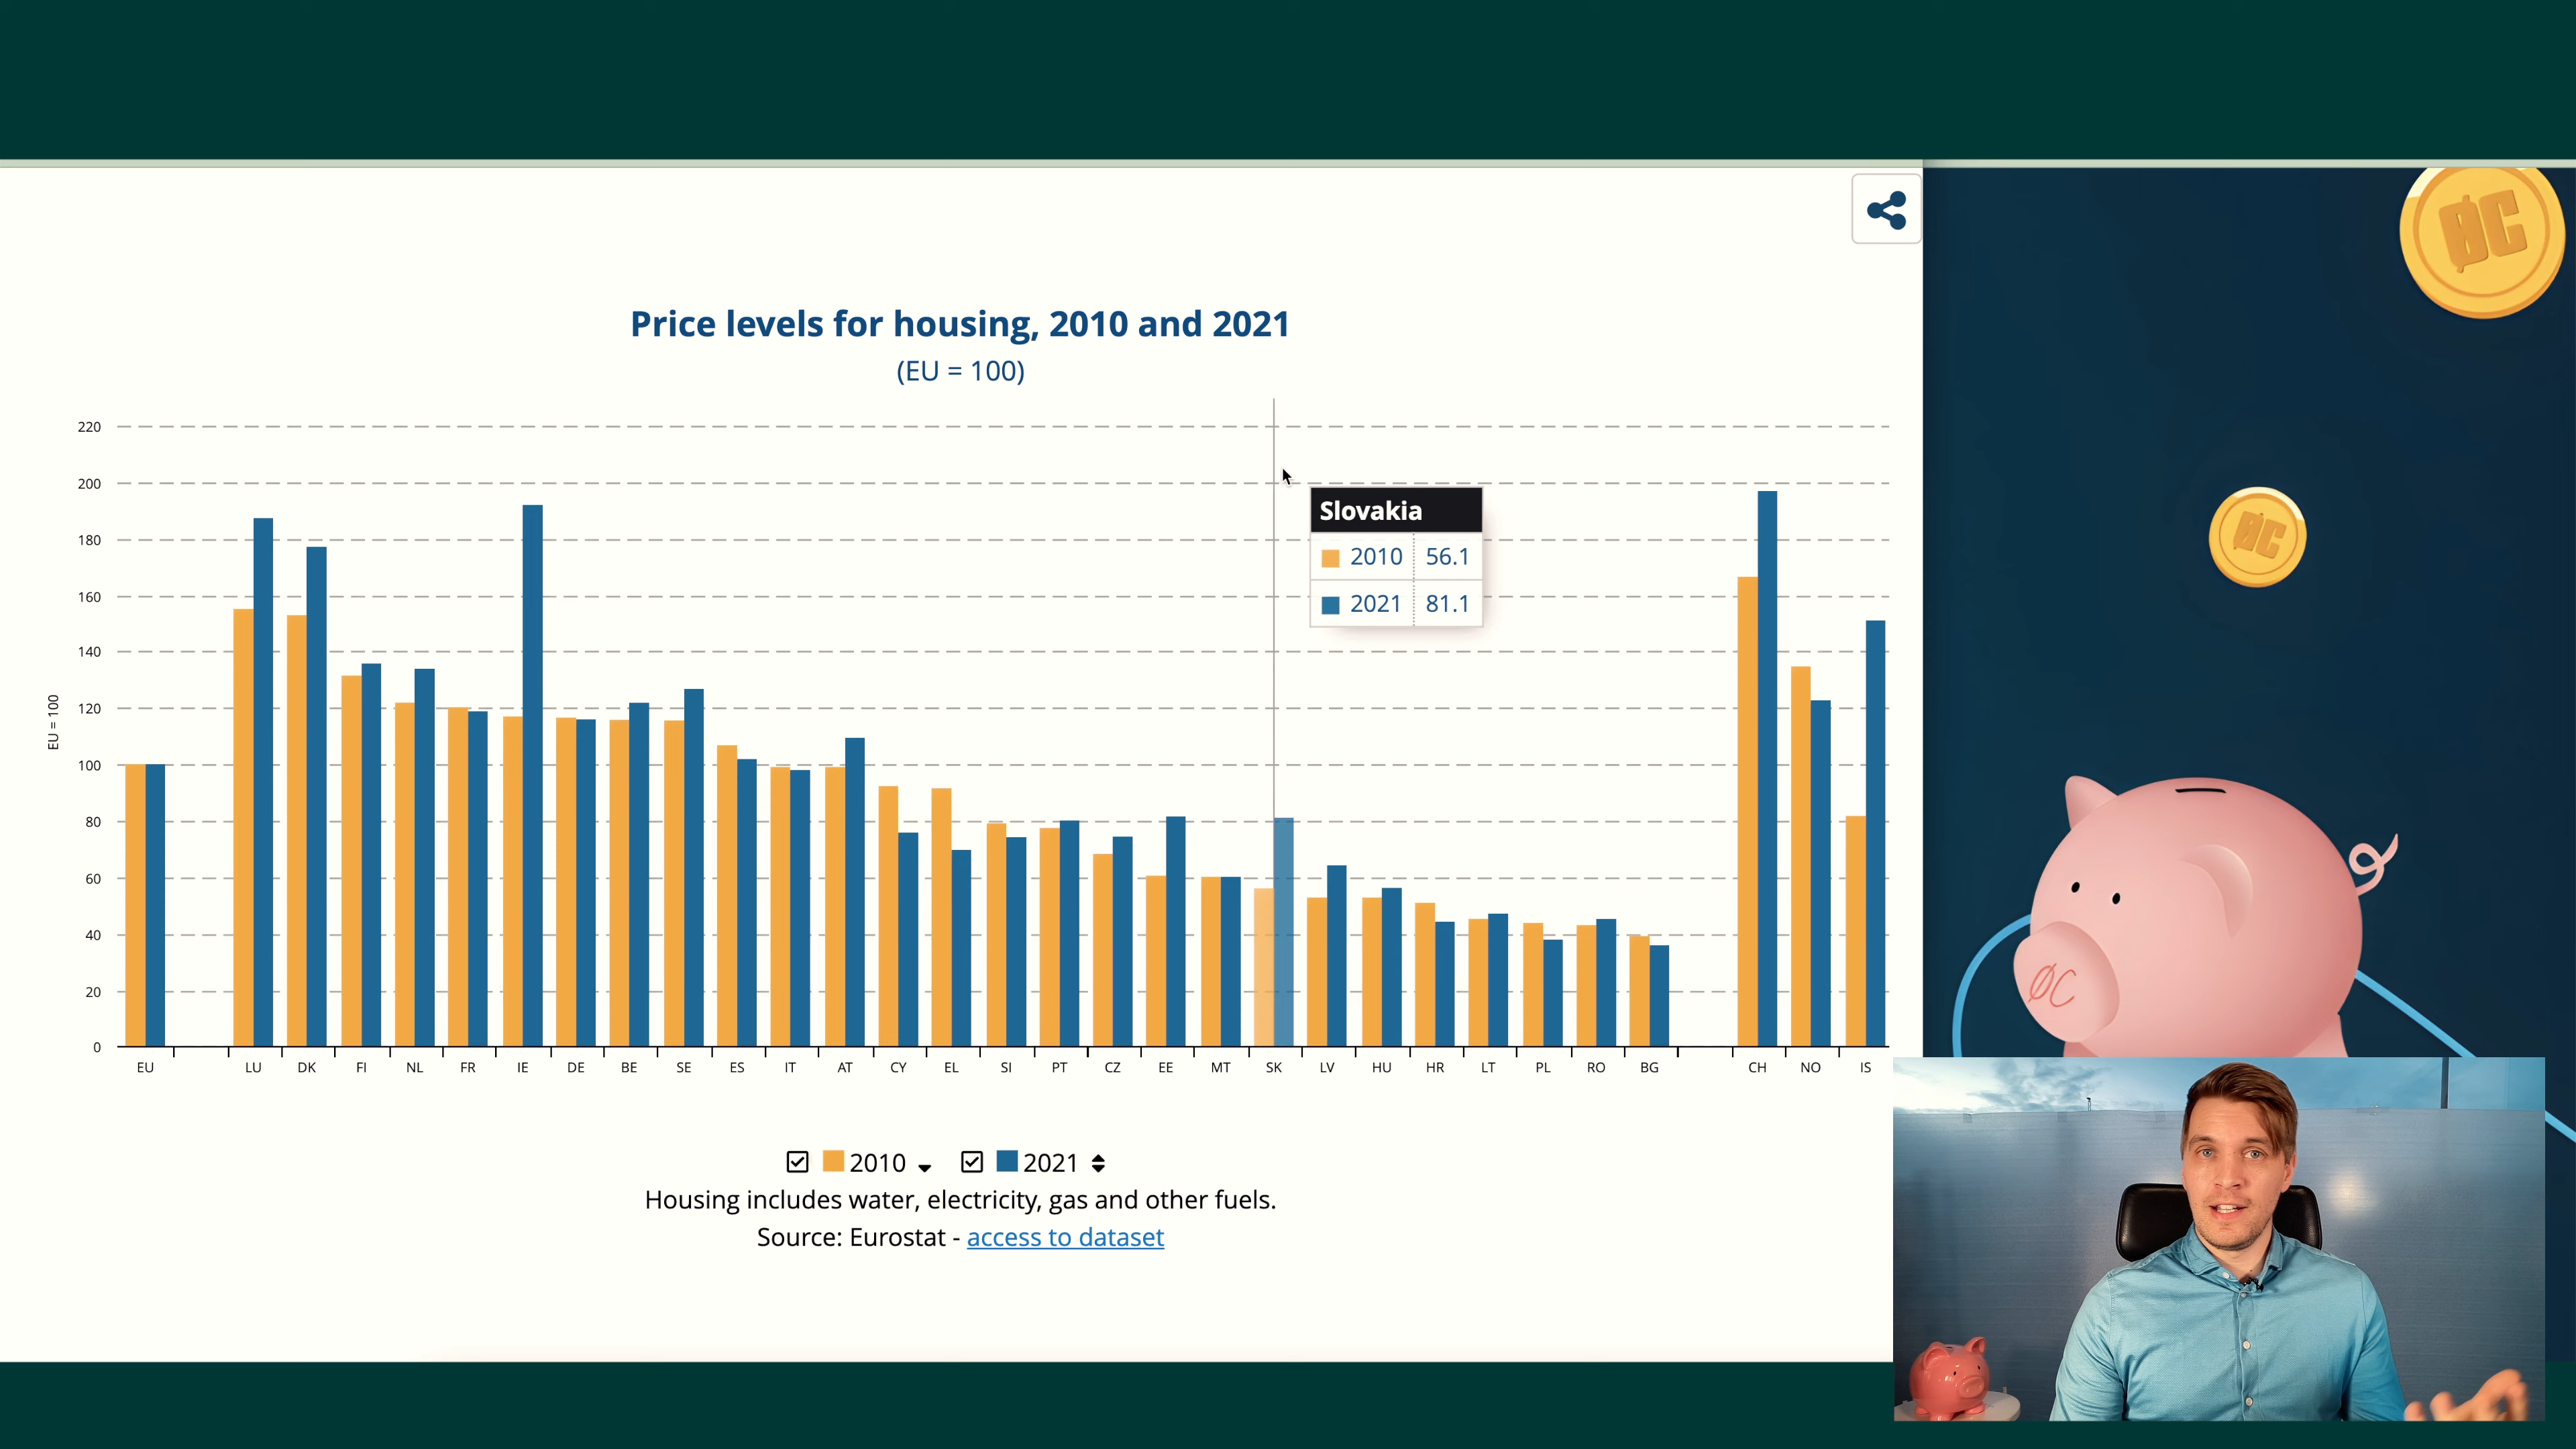 Price levels for housing, 2010 and 2021
(EU = 100)
EU = 100
220
200
180
160
140
120
100
80
60
40
20
0
Slovakia
2010 56.1
2021 81.1
EU LU DK FI NL FR IE DE BE SE ES IT AT CY EL SI PT CZ EE MT SK LV HU HR LT PL RO BG CH NO IS
2010 2021
Housing includes water, electricity, gas and other fuels.
Source: Eurostat - access to dataset
ØC
ØC
ØC